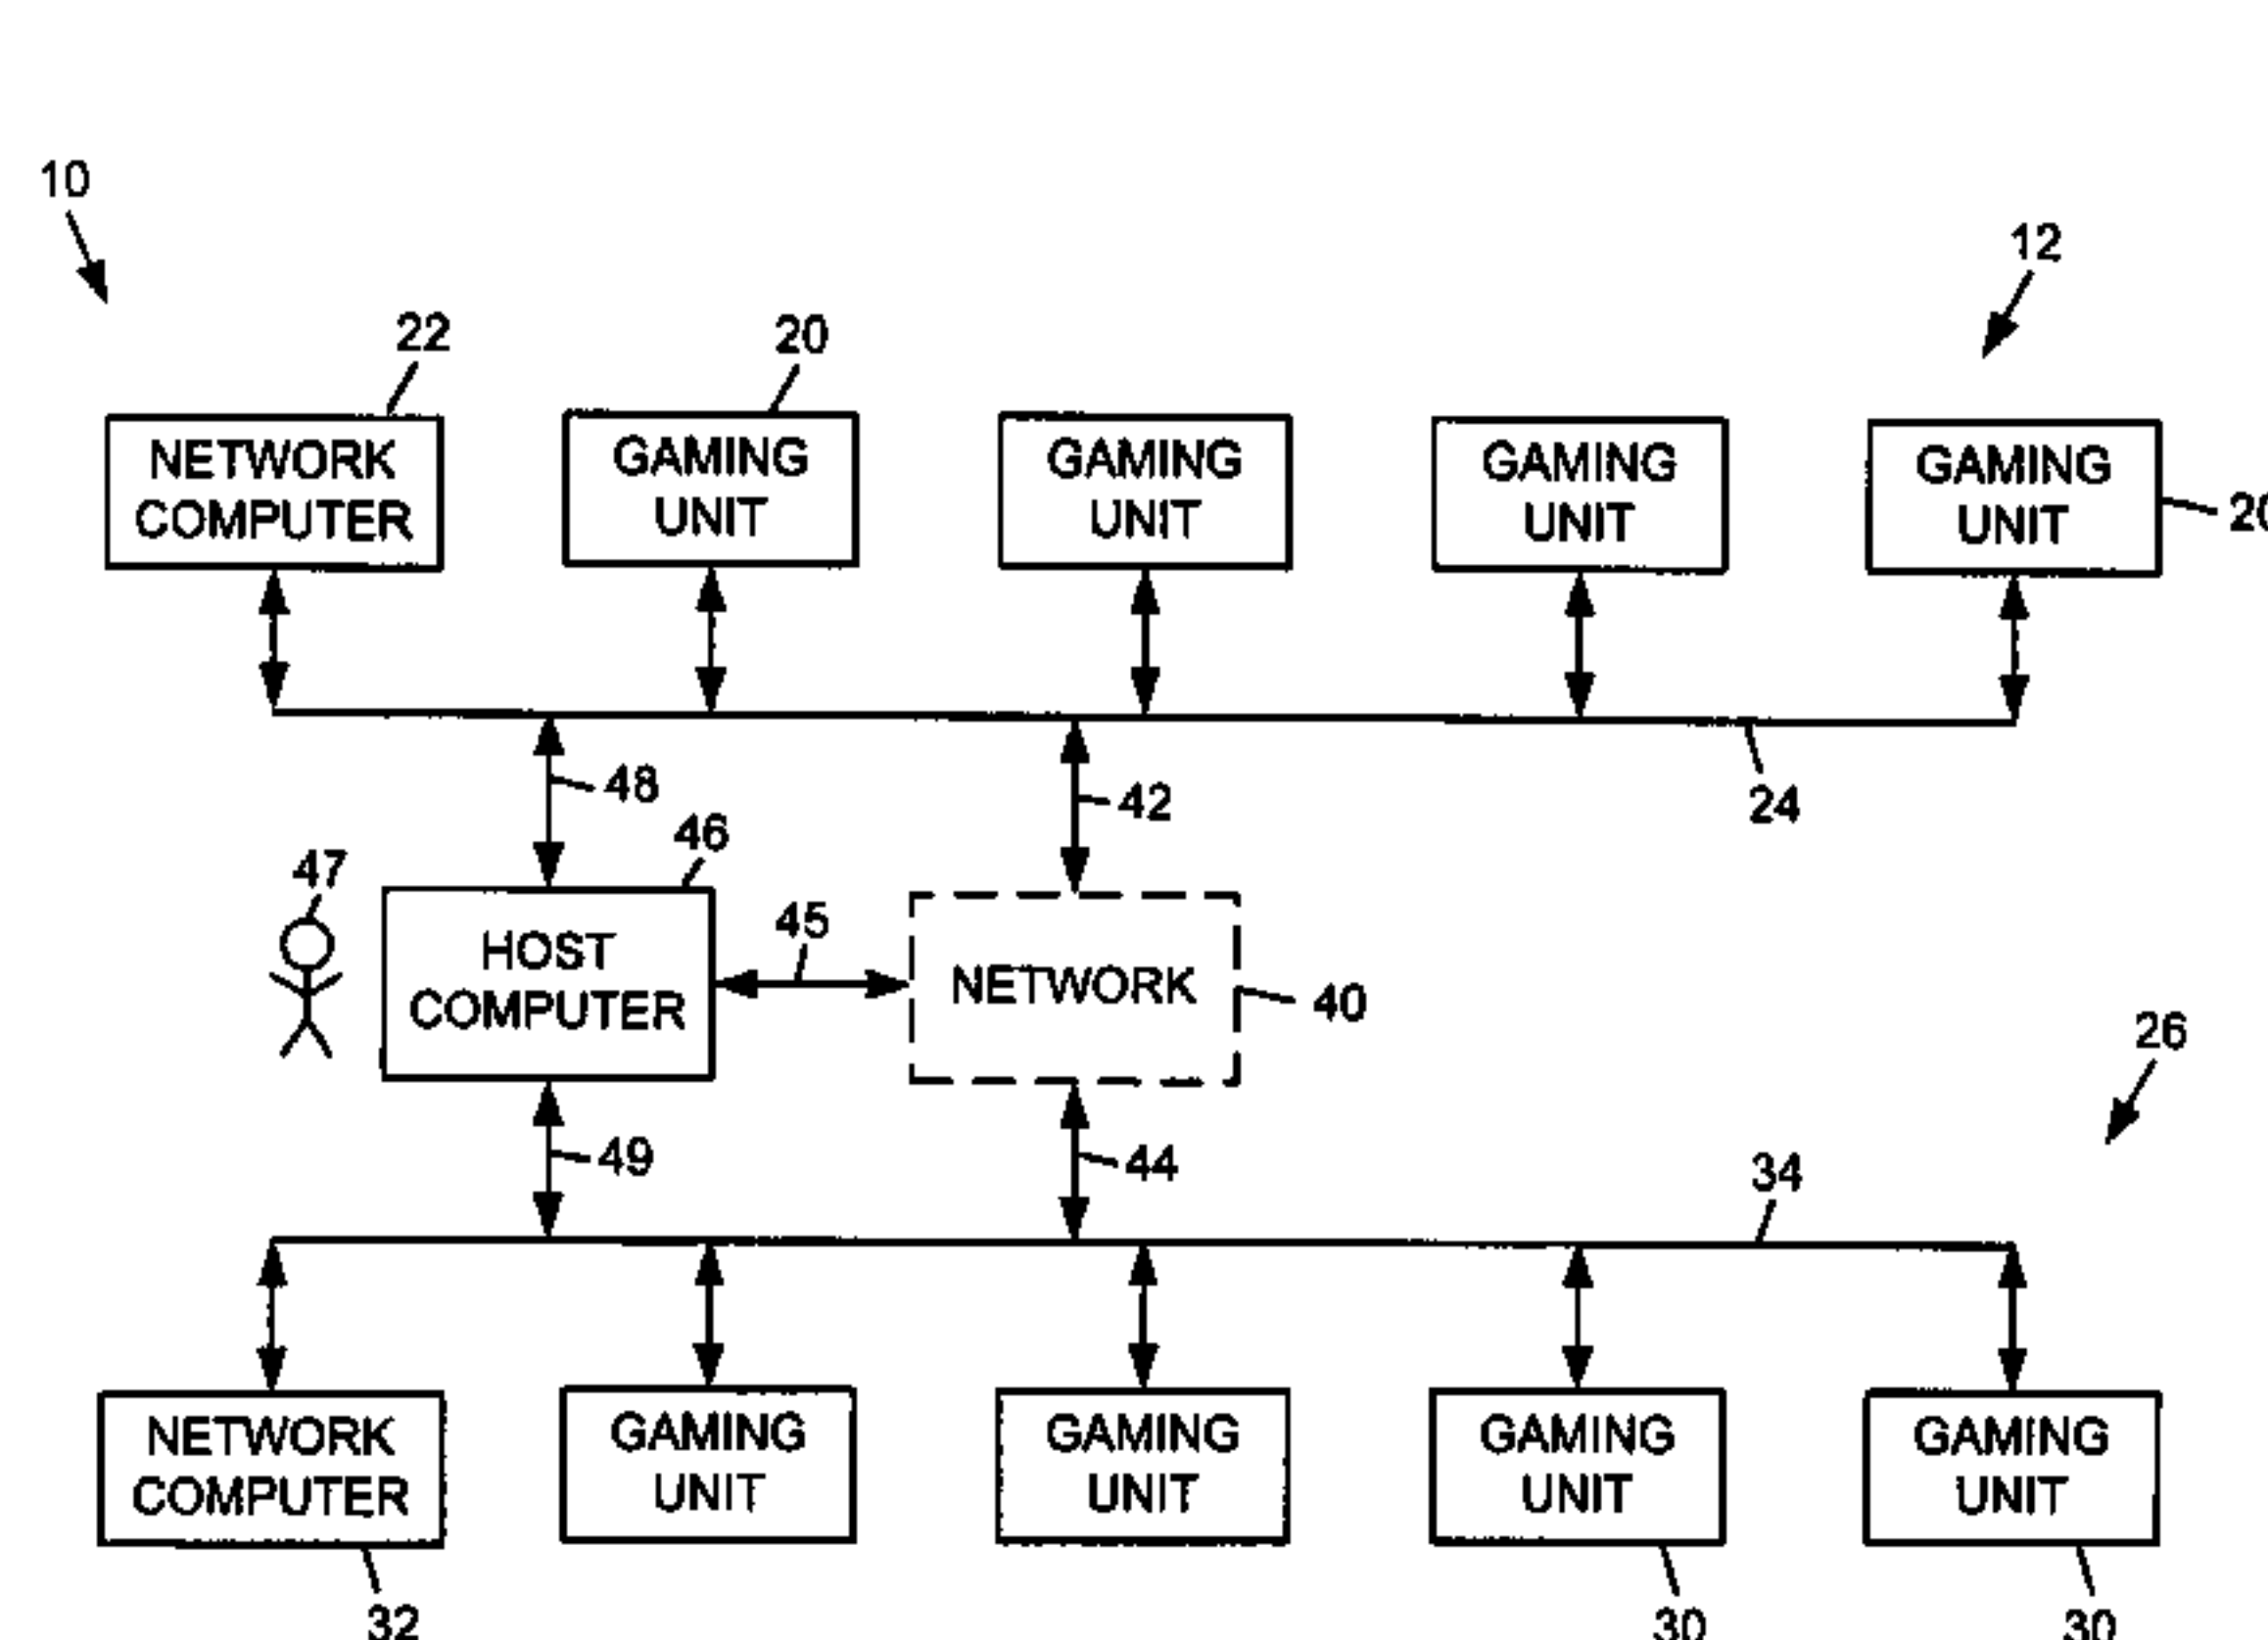 10
12
22
20
NETWORK
COMPUTER
GAMING
UNIT
GAMING
UNIT
GAMING
UNIT
GAMING
UNIT
20
48
42
24
46
47
HOST
COMPUTER
45
NETWORK
40
26
49
44
34
NETWORK
COMPUTER
GAMING
UNIT
GAMING
UNIT
GAMING
UNIT
GAMING
UNIT
32
30
30